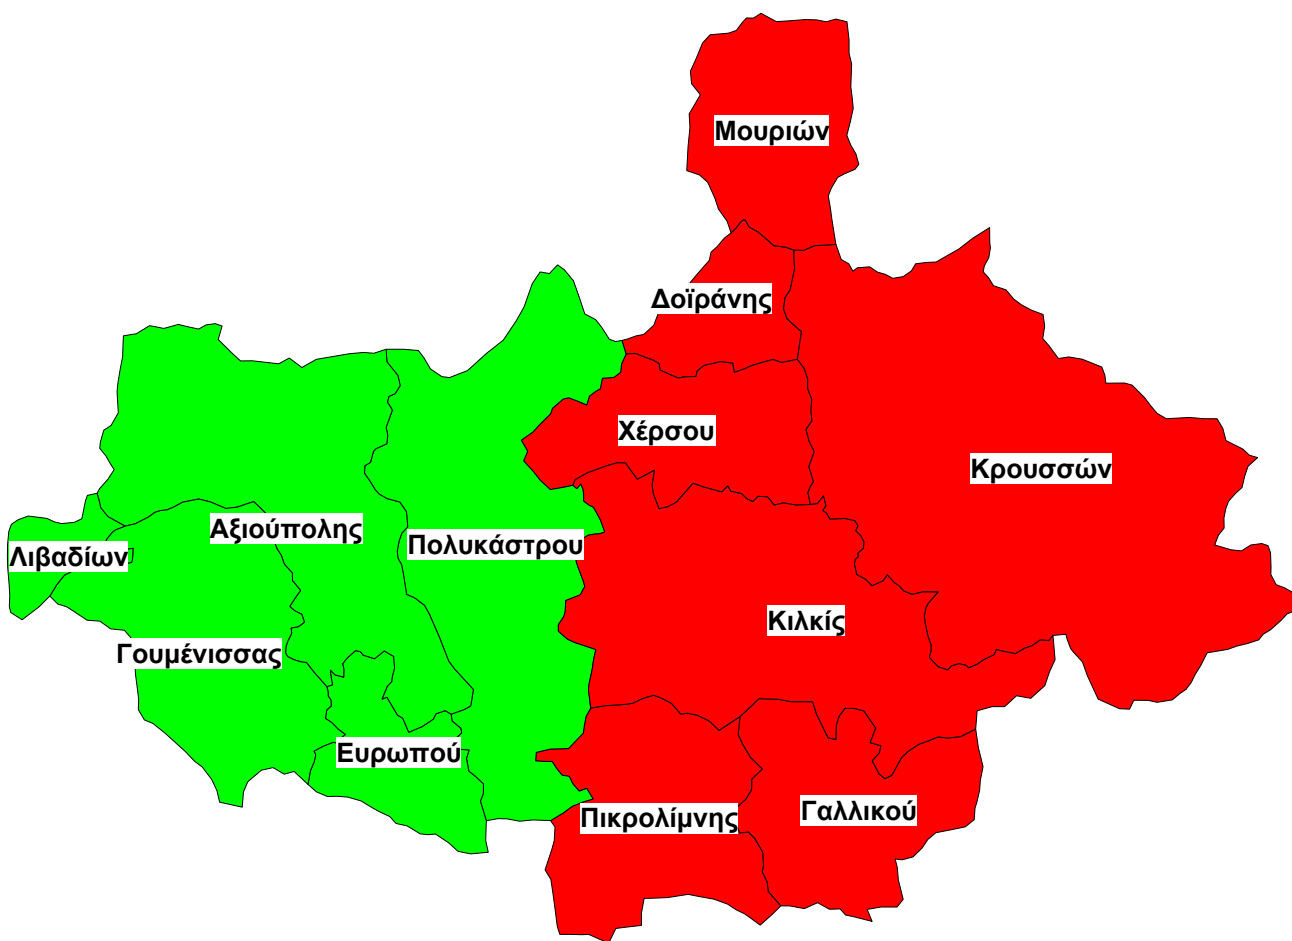 Μουριών
Δοϊράνης
Χέρσου
Κρουσσών
Αξιούπολης
Πολυκάστρου
Λιβαδίων
Κιλκίς
Γουμένισσας
Ευρωπού
Πικρολίμνης
Γαλλικού